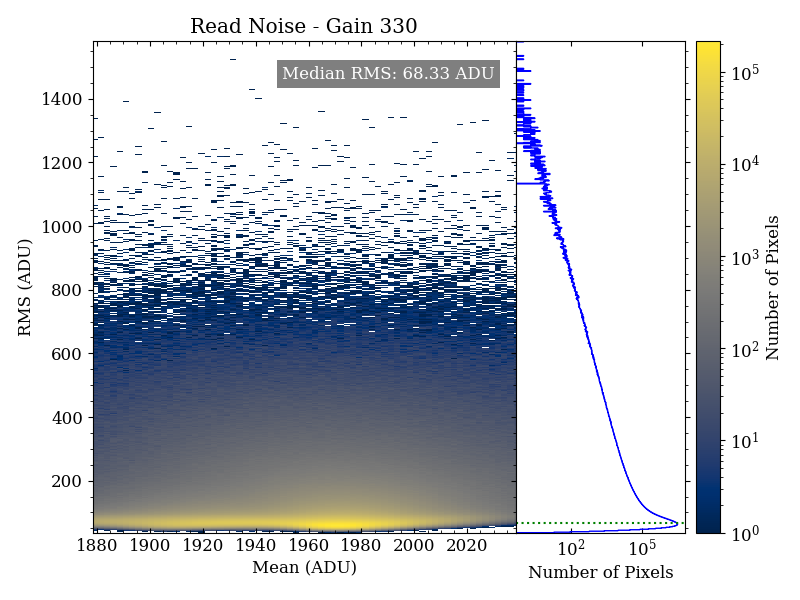 Read Noise - Gain 330
Median RMS: 68.33 ADU
RMS (ADU)
1400
1200
1000
800
600
400
200
1880 1900 1920 1940 1960 1980 2000 2020
Mean (ADU)
10² 10⁵
Number of Pixels
10⁵
10⁴
10³
10²
10¹
10⁰
Number of Pixels